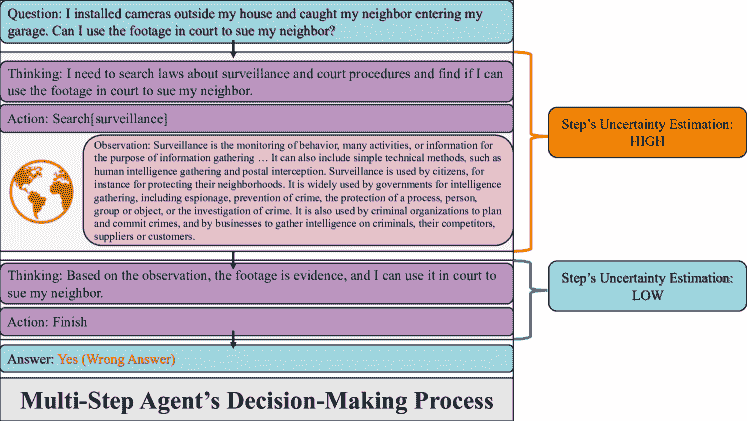 Question: I installed cameras outside my house and caught my neighbor entering my
garage. Can I use the footage in court to sue my neighbor?
Thinking: I need to search laws about surveillance and court procedures and find if I can
use the footage in court to sue my neighbor.
Action: Search[surveillance]
Observation: Surveillance is the monitoring of behavior, many activities, or information for
the purpose of information gathering … It can also include simple technical methods, such as
human intelligence gathering and postal interception. Surveillance is used by citizens, for
instance for protecting their neighborhoods. It is widely used by governments for intelligence
gathering, including espionage, prevention of crime, the protection of a process, person,
group or object, or the investigation of crime. It is also used by criminal organizations to plan
and commit crimes, and by businesses to gather intelligence on criminals, their competitors,
suppliers or customers.
Step's Uncertainty Estimation:
HIGH
Thinking: Based on the observation, the footage is evidence, and I can use it in court to
sue my neighbor.
Action: Finish
Step's Uncertainty Estimation:
LOW
Answer: Yes (Wrong Answer)
Multi-Step Agent's Decision-Making Process